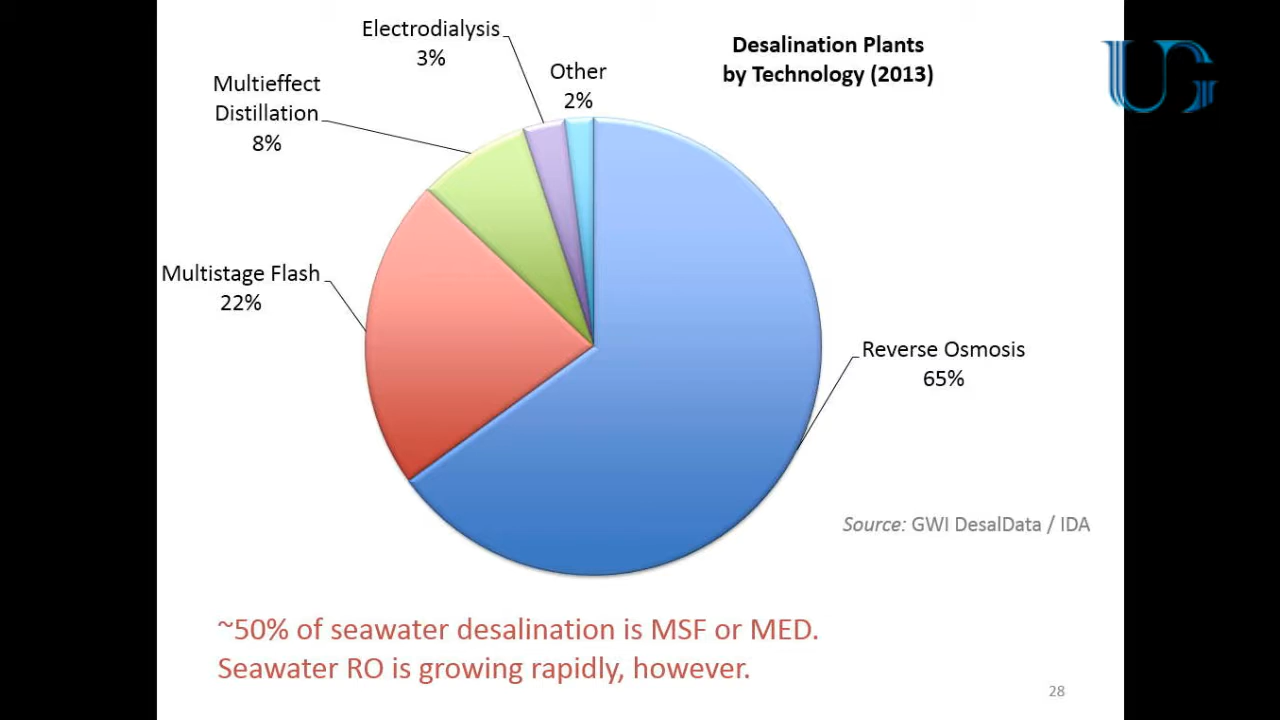 Electrodialysis
3%
Desalination Plants
by Technology (2013)
UG
Other
2%
Multieffect
Distillation
8%
Multistage Flash
22%
Reverse Osmosis
65%
Source: GWI DesalData / IDA
~50% of seawater desalination is MSF or MED.
Seawater RO is growing rapidly, however.
28